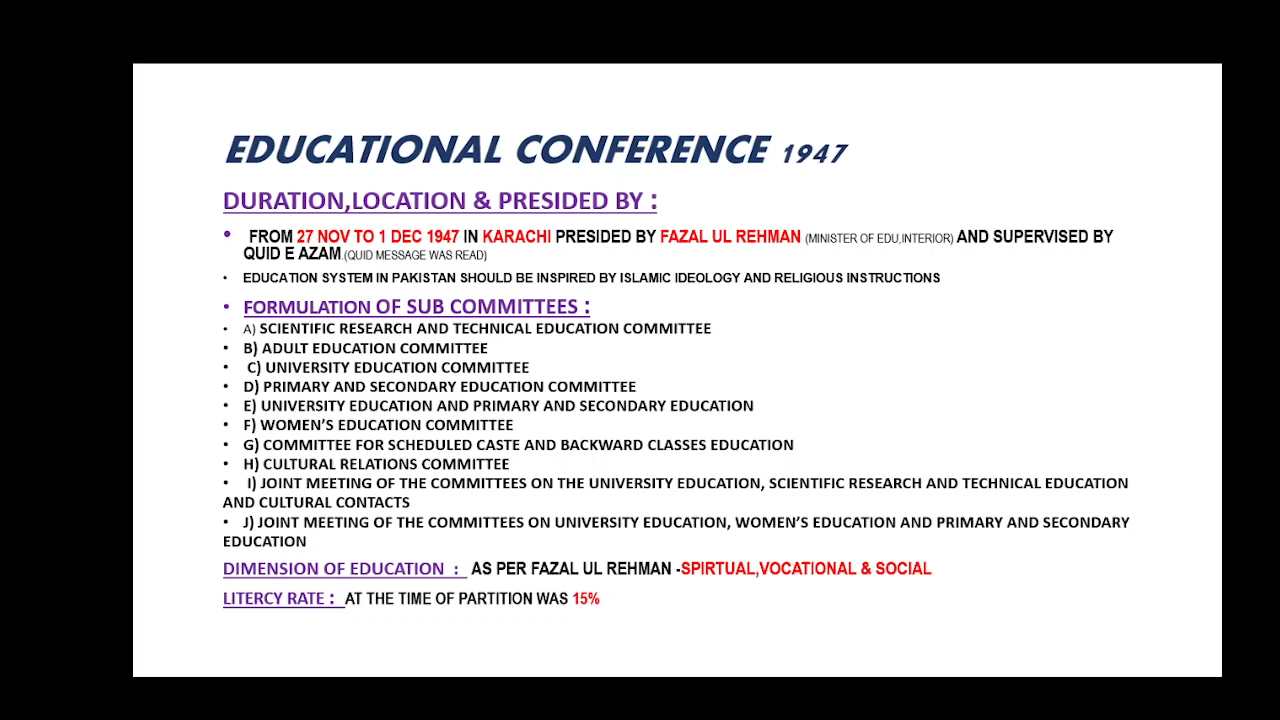 EDUCATIONAL CONFERENCE 1947
DURATION,LOCATION & PRESIDED BY :
• FROM 27 NOV TO 1 DEC 1947 IN KARACHI PRESIDED BY FAZAL UL REHMAN (MINISTER OF EDU,INTERIOR) AND SUPERVISED BY
QUID E AZAM.(QUID MESSAGE WAS READ)
• EDUCATION SYSTEM IN PAKISTAN SHOULD BE INSPIRED BY ISLAMIC IDEOLOGY AND RELIGIOUS INSTRUCTIONS
• FORMULATION OF SUB COMMITTEES :
• A) SCIENTIFIC RESEARCH AND TECHNICAL EDUCATION COMMITTEE
• B) ADULT EDUCATION COMMITTEE
• C) UNIVERSITY EDUCATION COMMITTEE
• D) PRIMARY AND SECONDARY EDUCATION COMMITTEE
• E) UNIVERSITY EDUCATION AND PRIMARY AND SECONDARY EDUCATION
• F) WOMEN'S EDUCATION COMMITTEE
• G) COMMITTEE FOR SCHEDULED CASTE AND BACKWARD CLASSES EDUCATION
• H) CULTURAL RELATIONS COMMITTEE
• I) JOINT MEETING OF THE COMMITTEES ON THE UNIVERSITY EDUCATION, SCIENTIFIC RESEARCH AND TECHNICAL EDUCATION
AND CULTURAL CONTACTS
• J) JOINT MEETING OF THE COMMITTEES ON UNIVERSITY EDUCATION, WOMEN'S EDUCATION AND PRIMARY AND SECONDARY
EDUCATION
DIMENSION OF EDUCATION : AS PER FAZAL UL REHMAN -SPIRTUAL,VOCATIONAL & SOCIAL
LITERCY RATE : AT THE TIME OF PARTITION WAS 15%